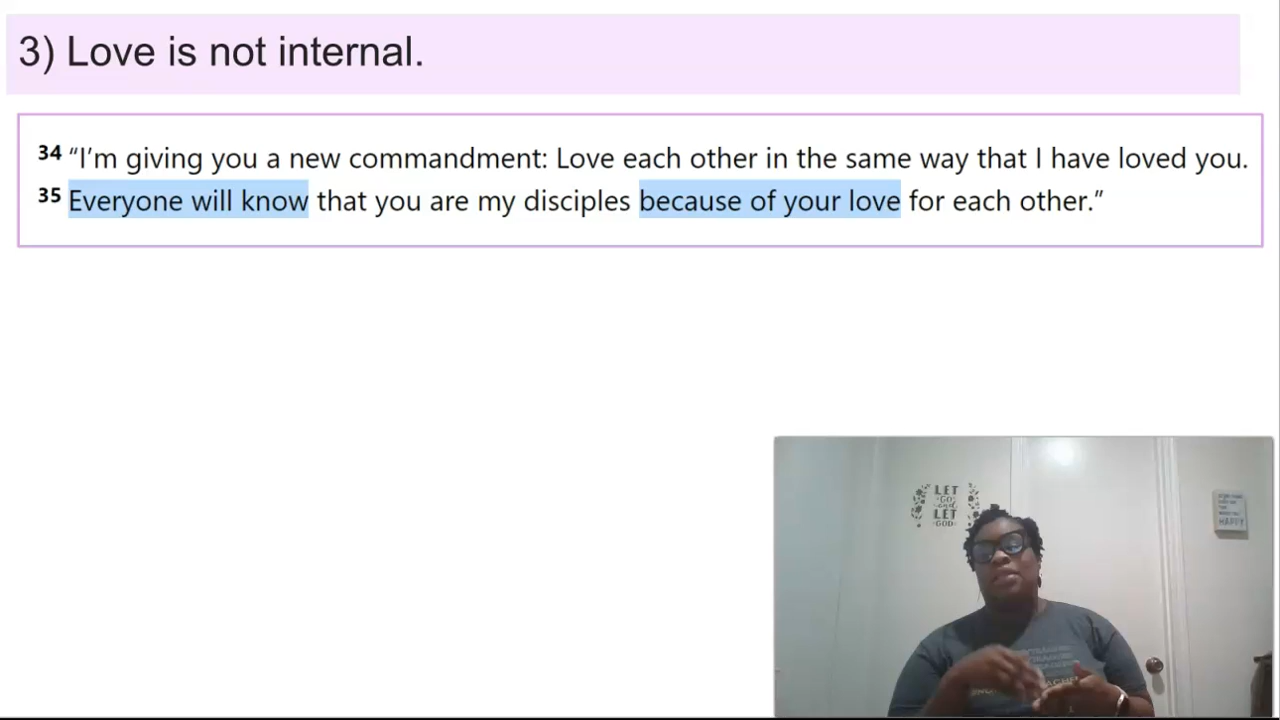 3) Love is not internal.
34 “I’m giving you a new commandment: Love each other in the same way that I have loved you.
35 Everyone will know that you are my disciples because of your love for each other.”
LET
GO
and
LET
GOD
HAPPY